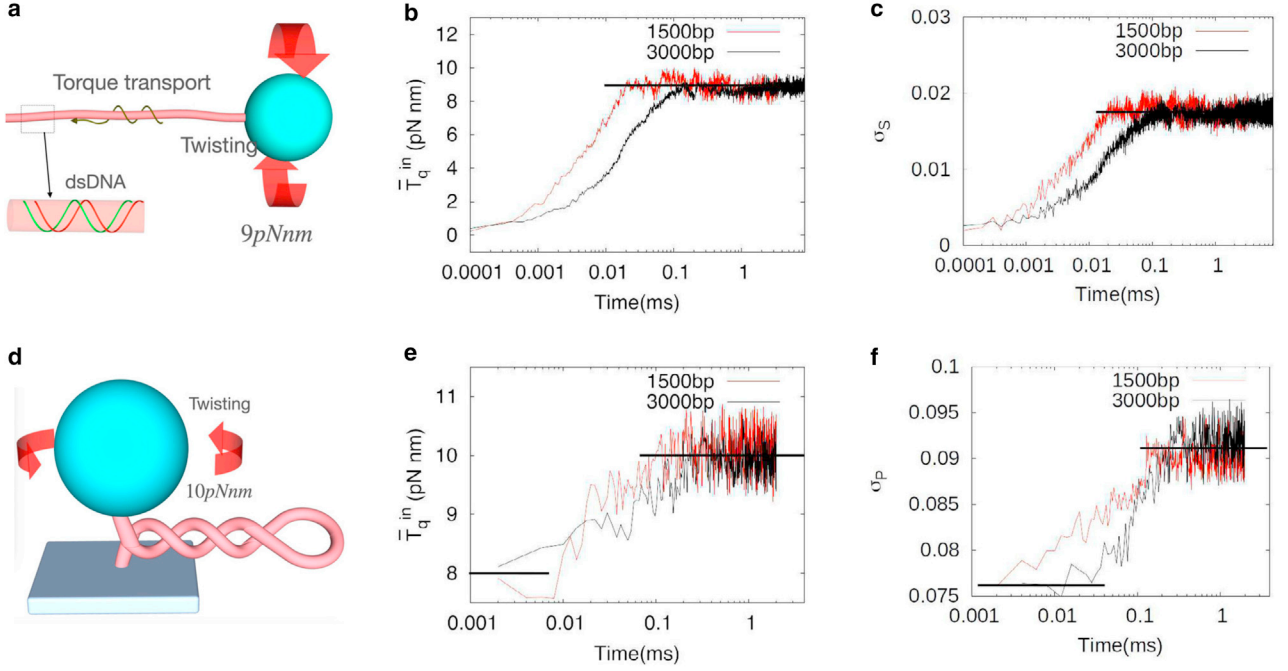 a
Torque transport
Twisting
dsDNA
9pNnm
b
12
10
8
6
4
2
0
1500bp
3000bp
T̄q^in (pN nm)
0.0001 0.001 0.01 0.1 1
Time(ms)
c
0.03
0.02
0.01
0
1500bp
3000bp
σS
0.0001 0.001 0.01 0.1 1
Time(ms)
d
Twisting
10pNnm
e
11
10
9
8
1500bp
3000bp
T̄q^in (pN nm)
0.01 0.1 1
Time(ms)
f
0.1
0.095
0.09
0.085
0.08
0.075
1500bp
3000bp
σP
0.01 0.1 1
Time(ms)